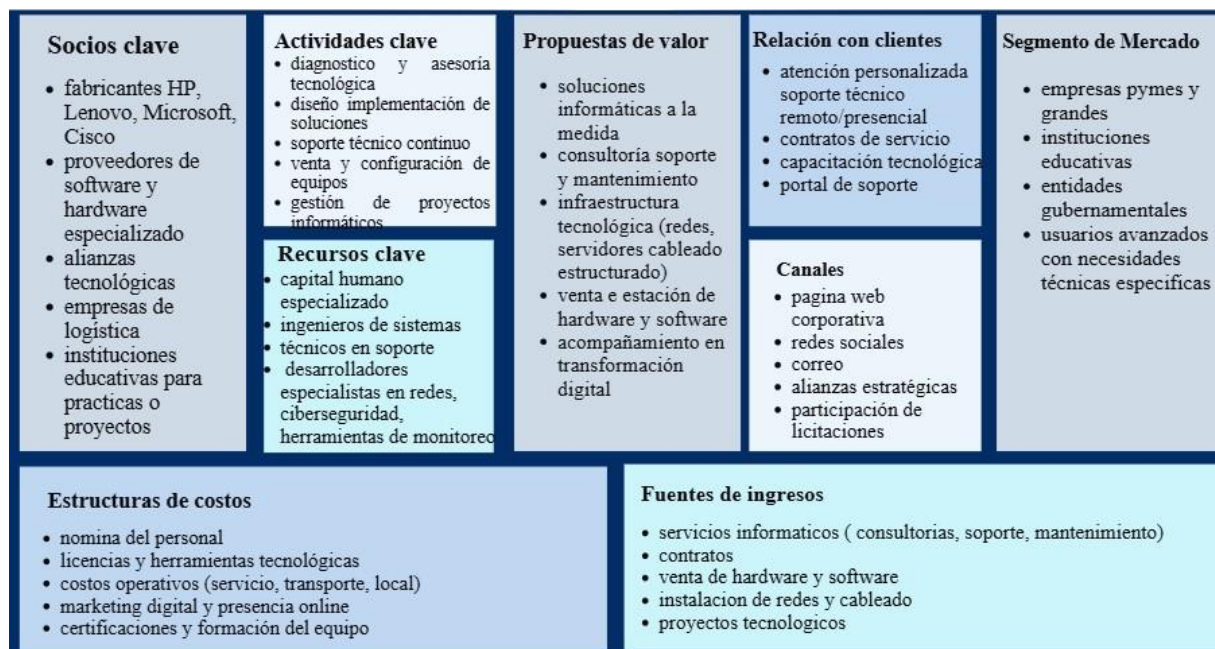 Socios clave
• fabricantes HP,
Lenovo, Microsoft,
Cisco
• proveedores de
software y
hardware
especializado
• alianzas
tecnológicas
• empresas de
logística
• instituciones
educativas para
practicas o
proyectos
Actividades clave
• diagnostico y asesoría
tecnológica
• diseño implementación de
soluciones
• soporte técnico continuo
• venta y configuración de
equipos
• gestión de proyectos
informáticos
Recursos clave
• capital humano
especializado
• ingenieros de sistemas
• técnicos en soporte
• desarrolladores
especialistas en redes,
ciberseguridad,
herramientas de monitoreo
Propuestas de valor
• soluciones
informáticas a la
medida
• consultoría soporte
y mantenimiento
• infraestructura
tecnológica (redes,
servidores cableado
estructurado)
• venta e estación de
hardware y software
• acompañamiento en
transformación
digital
Relación con clientes
• atención personalizada
soporte técnico
remoto/presencial
• contratos de servicio
• capacitación tecnológica
• portal de soporte
Canales
• pagina web
corporativa
• redes sociales
• correo
• alianzas estratégicas
• participación de
licitaciones
Segmento de Mercado
• empresas pymes y
grandes
• instituciones
educativas
• entidades
gubernamentales
• usuarios avanzados
con necesidades
técnicas especificas
Estructuras de costos
• nomina del personal
• licencias y herramientas tecnológicas
• costos operativos (servicio, transporte, local)
• marketing digital y presencia online
• certificaciones y formación del equipo
Fuentes de ingresos
• servicios informaticos ( consultorias, soporte, mantenimiento)
• contratos
• venta de hardware y software
• instalacion de redes y cableado
• proyectos tecnologicos